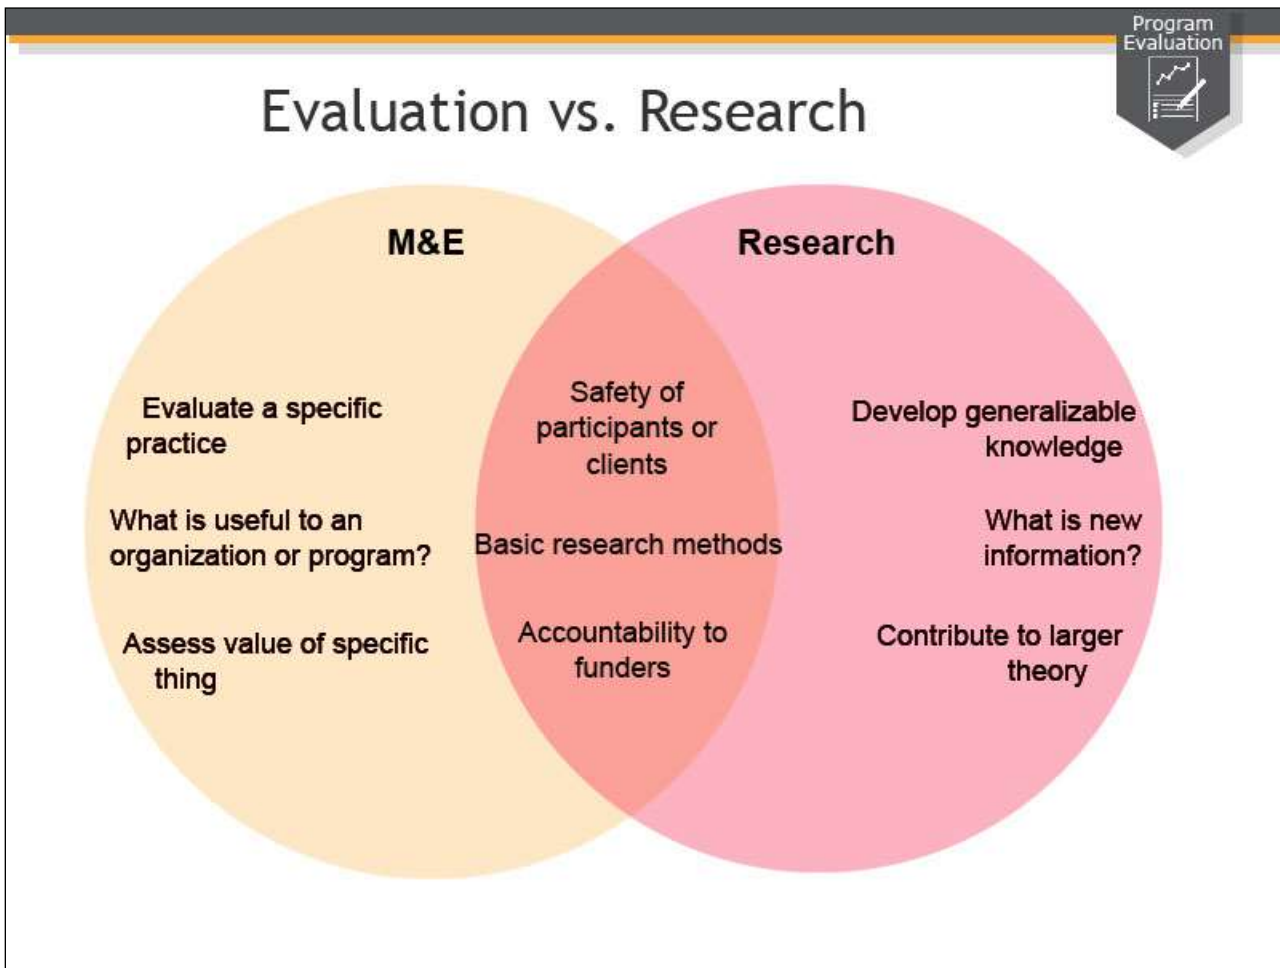 Program
Evaluation
Evaluation vs. Research
M&E
Evaluate a specific
practice
What is useful to an
organization or program?
Assess value of specific
thing
Safety of
participants or
clients
Basic research methods
Accountability to
funders
Research
Develop generalizable
knowledge
What is new
information?
Contribute to larger
theory